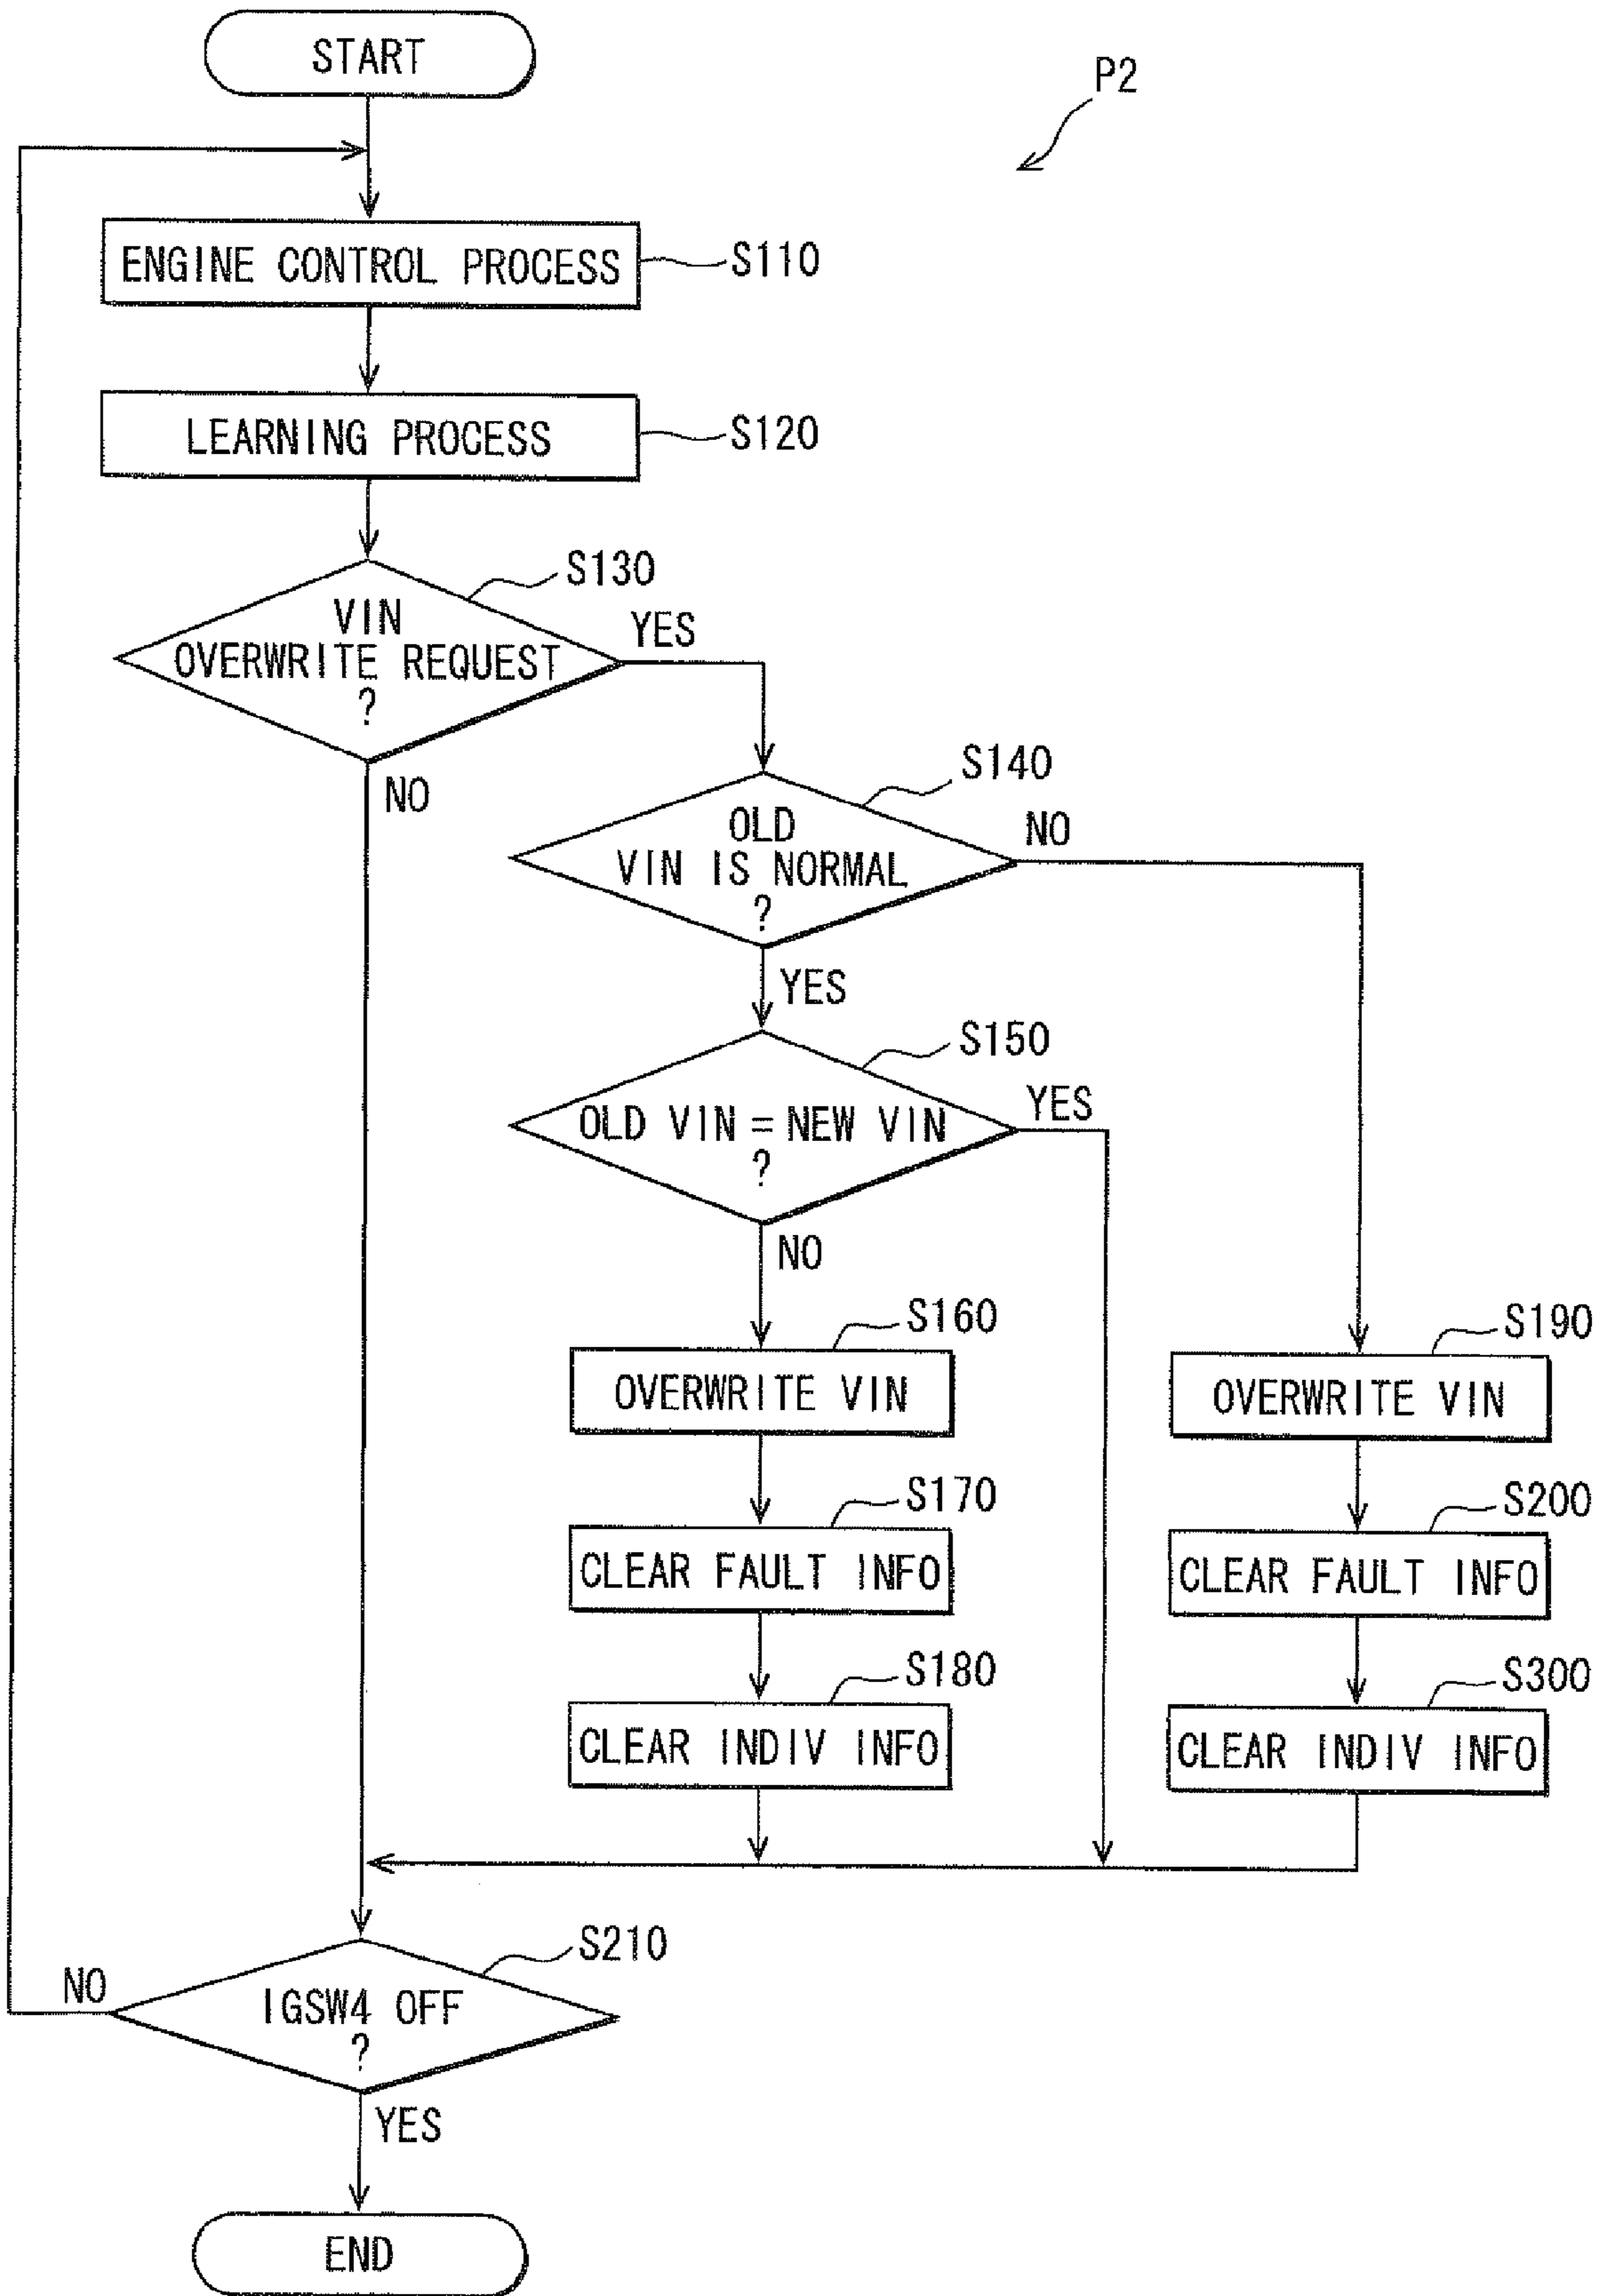 START
P2
ENGINE CONTROL PROCESS
S110
LEARNING PROCESS
S120
S130
VIN
OVERWRITE REQUEST
?
YES
NO
S140
OLD
VIN IS NORMAL
?
NO
YES
S150
OLD VIN = NEW VIN
?
YES
NO
S160
OVERWRITE VIN
S190
OVERWRITE VIN
S170
CLEAR FAULT INFO
S200
CLEAR FAULT INFO
S180
CLEAR INDIV INFO
S300
CLEAR INDIV INFO
S210
IGSW4 OFF
?
NO
YES
END